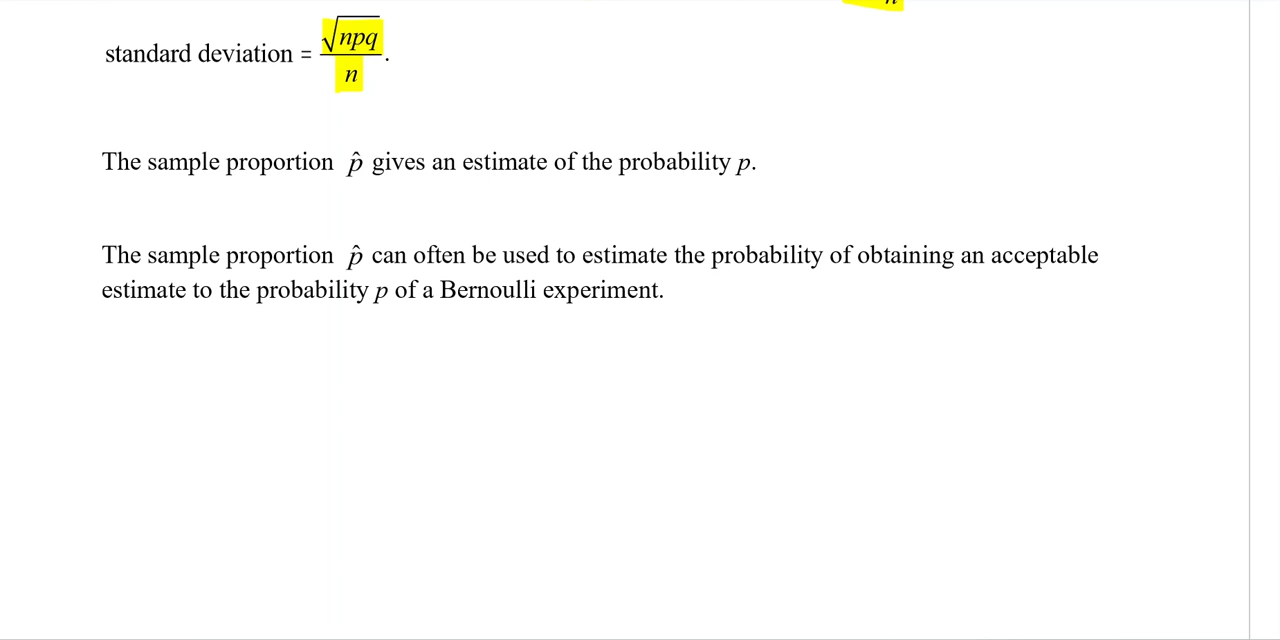 standard deviation = √npq / n.
The sample proportion p̂ gives an estimate of the probability p.
The sample proportion p̂ can often be used to estimate the probability of obtaining an acceptable
estimate to the probability p of a Bernoulli experiment.